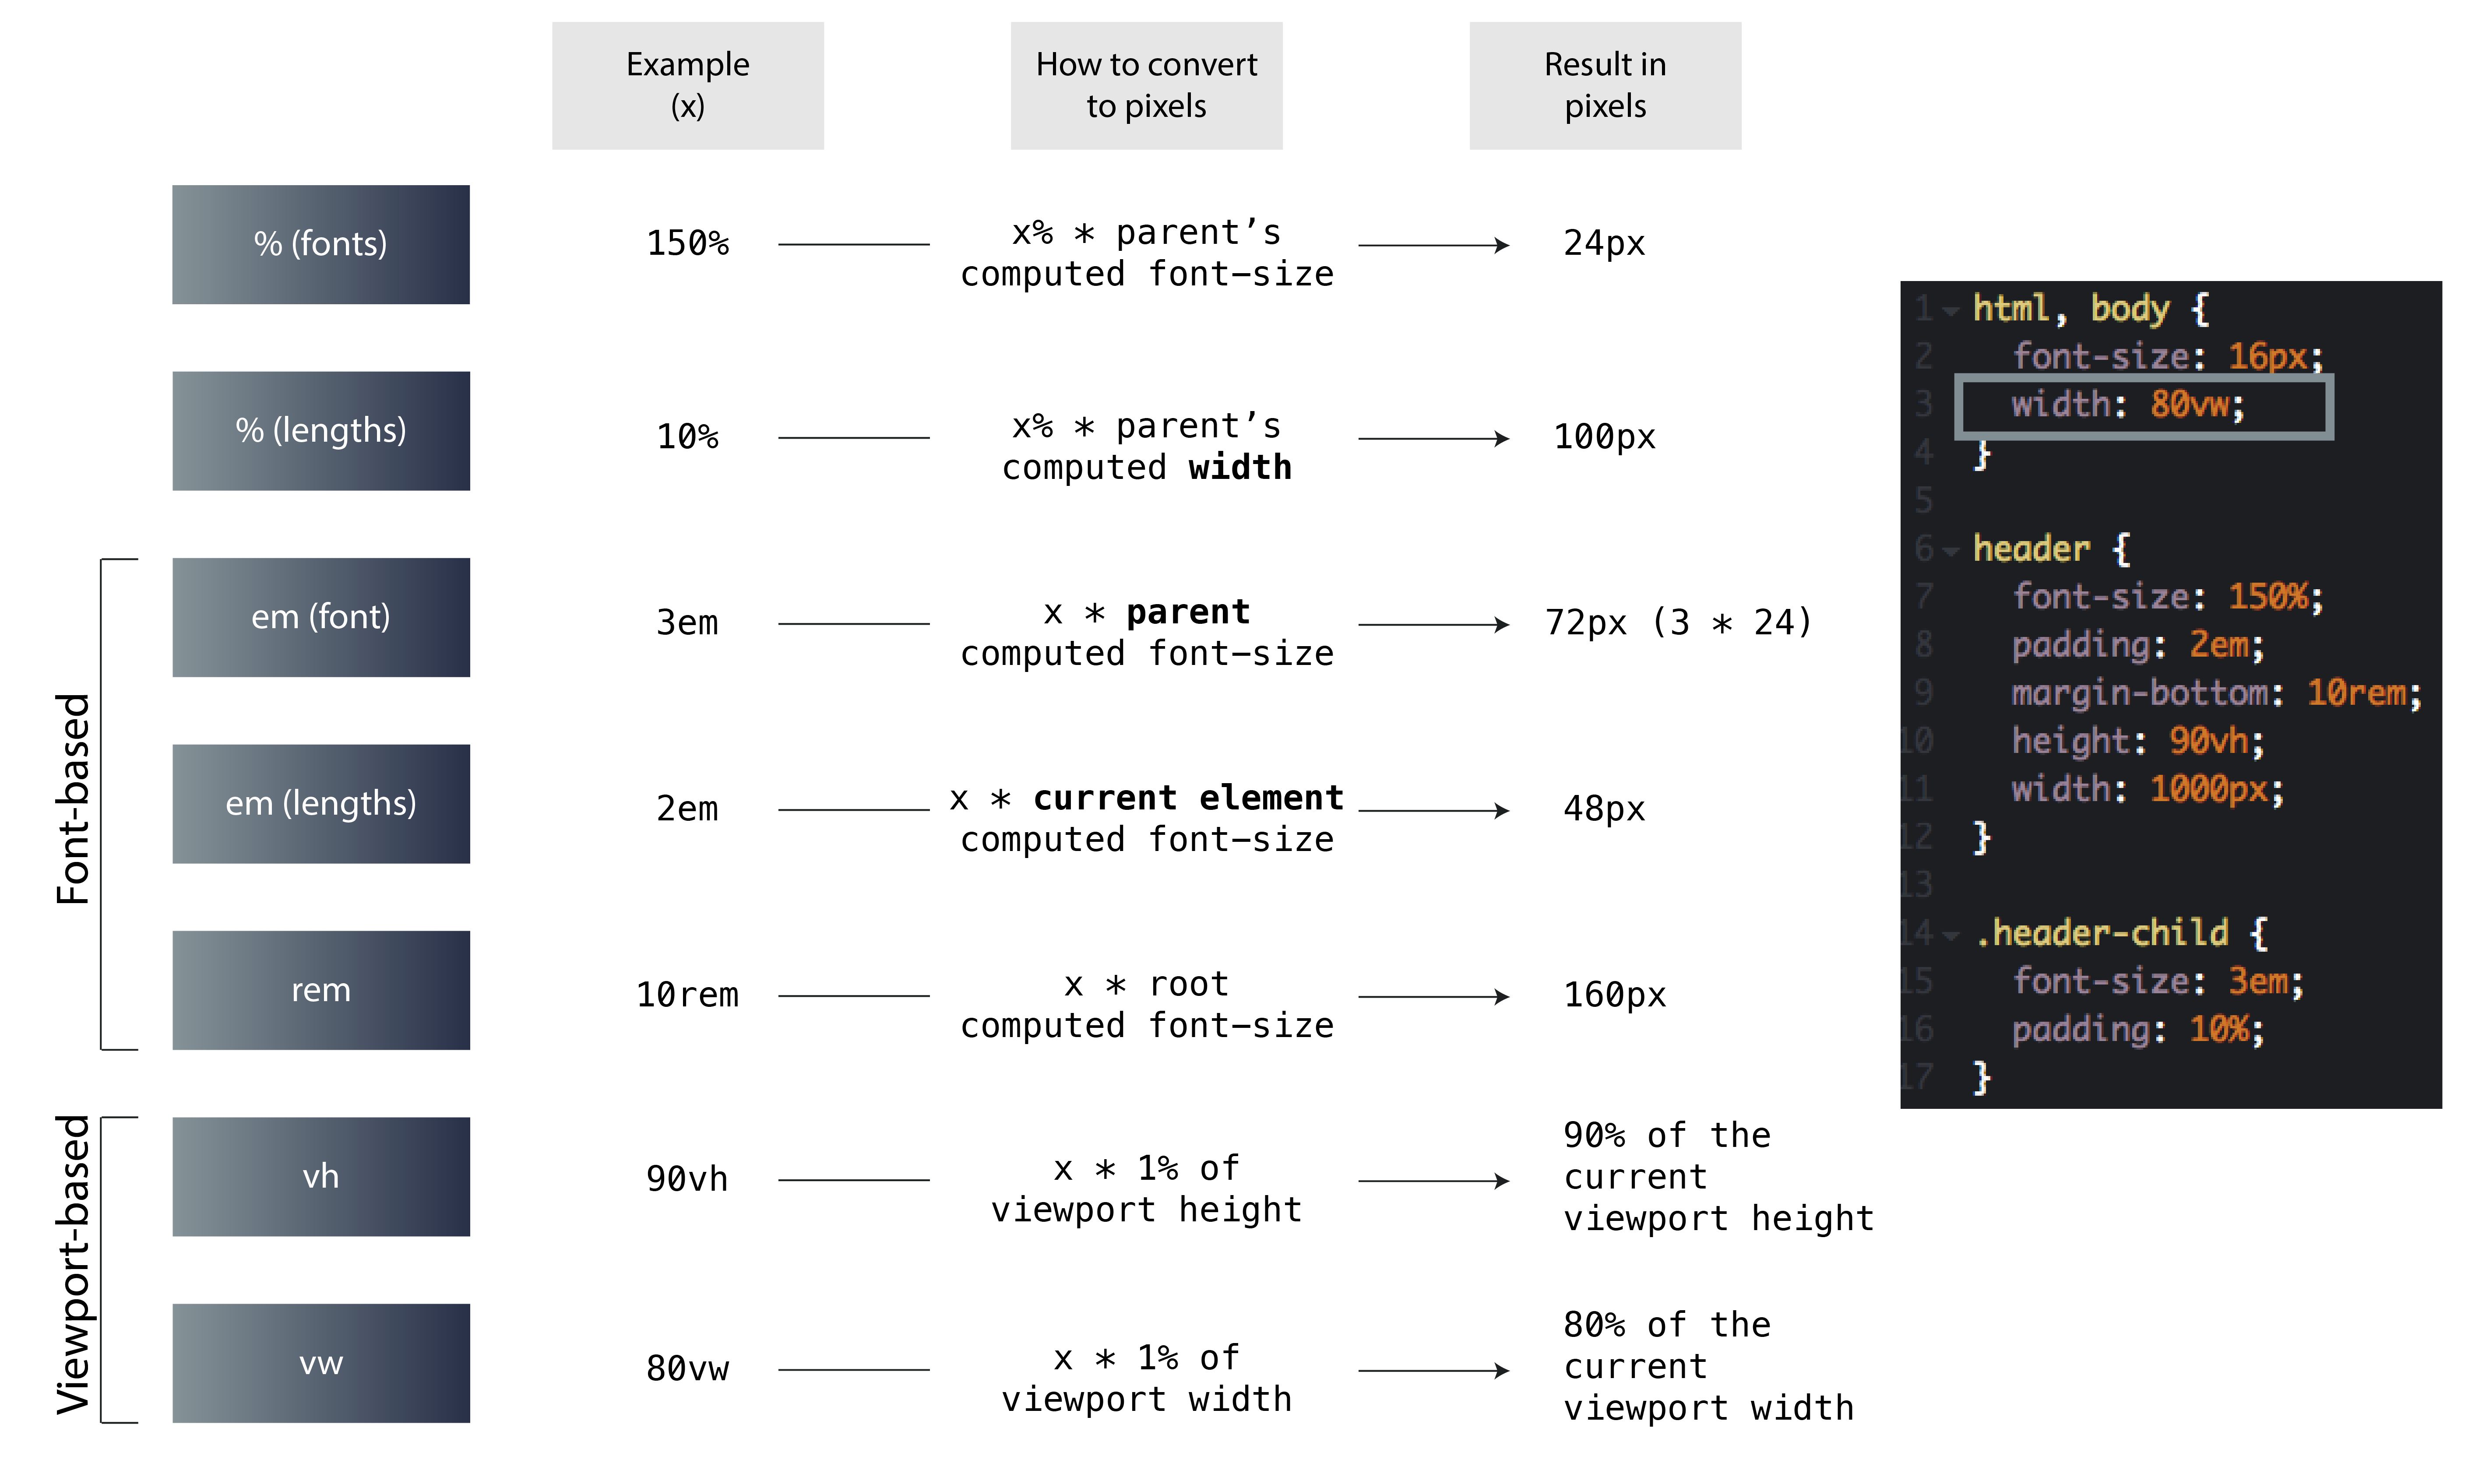 Example
(x)
How to convert
to pixels
Result in
pixels
% (fonts)
150%
x% * parent’s
computed font-size
24px
% (lengths)
10%
x% * parent’s
computed width
100px
Font-based
em (font)
3em
x * parent
computed font-size
72px (3 * 24)
em (lengths)
2em
x * current element
computed font-size
48px
rem
10rem
x * root
computed font-size
160px
Viewport-based
vh
90vh
x * 1% of
viewport height
90% of the
current
viewport height
vw
80vw
x * 1% of
viewport width
80% of the
current
viewport width
1 html, body {
2 font-size: 16px;
3 width: 80vw;
4 }
5
6 header {
7 font-size: 150%;
8 padding: 2em;
9 margin-bottom: 10rem;
10 height: 90vh;
11 width: 1000px;
12 }
13
14 .header-child {
15 font-size: 3em;
16 padding: 10%;
17 }